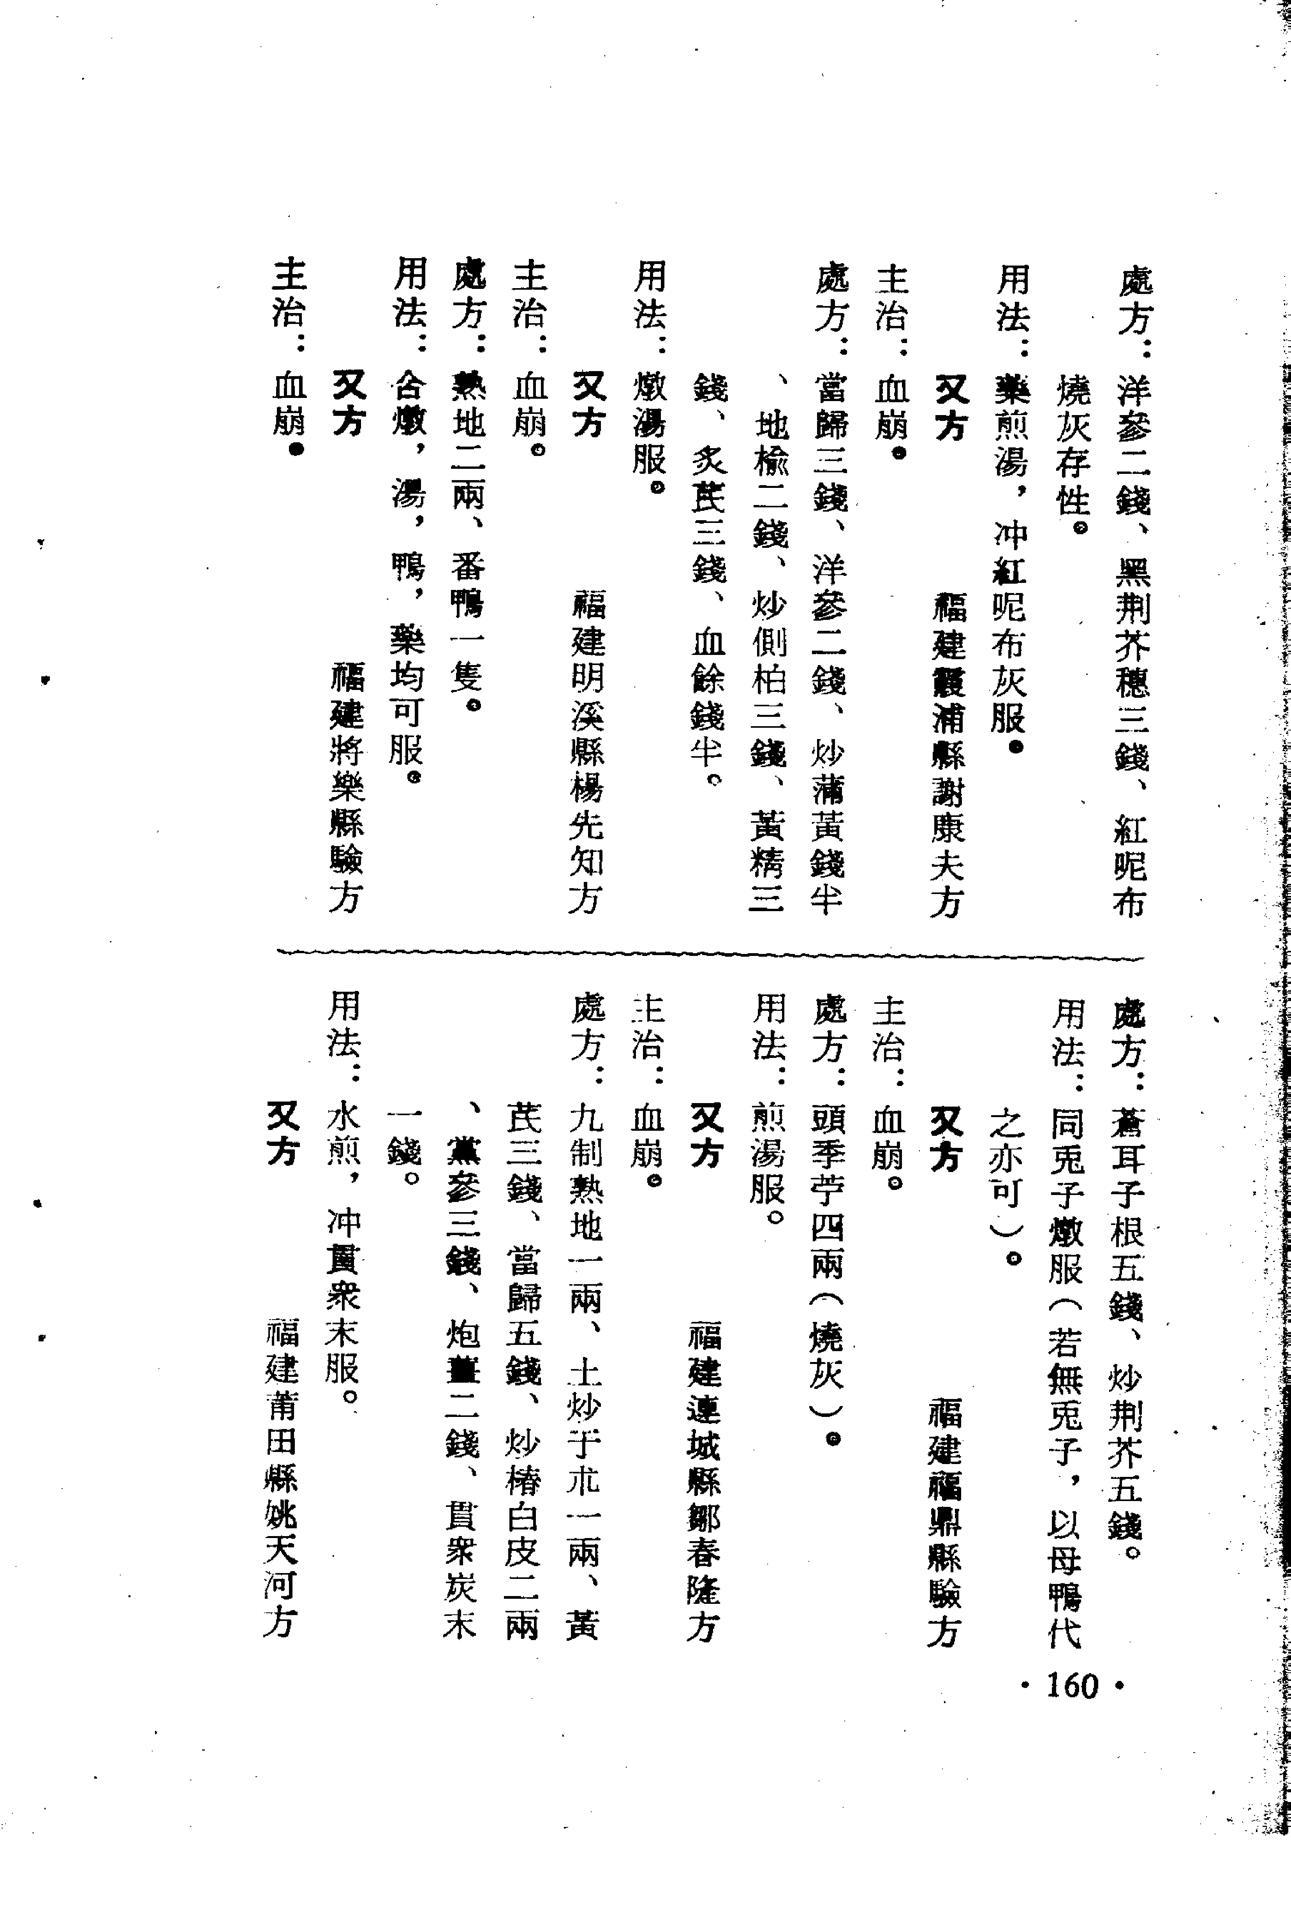 處方：洋參二錢、黑荆芥穗三錢、紅呢布
燒灰存性。
用法：藥煎湯，冲紅呢布灰服。
又方　福建霞浦縣謝康夫方
主治：血崩。
處方：當歸三錢、洋參二錢、炒蒲黃錢半
、地榆二錢、炒側柏三錢、黃精三
錢、炙芪三錢、血餘錢半。
用法：燉湯服。
又方　福建明溪縣楊先知方
主治：血崩。
處方：熟地二兩、番鴨一隻。
用法：合燉，湯，鴨，藥均可服。
又方　福建將樂縣驗方
主治：血崩。
處方：蒼耳子根五錢、炒荆芥五錢。
用法：同兎子燉服（若無兎子，以母鴨代
之亦可）。
又方　福建福鼎縣驗方
主治：血崩。
處方：頭季苧四兩（燒灰）。
用法：煎湯服。
又方　福建連城縣鄒春隆方
主治：血崩。
處方：九制熟地一兩、土炒于朮一兩、黃
芪三錢、當歸五錢、炒椿白皮二兩
、黨參三錢、炮薑二錢、貫衆炭末
一錢。
用法：水煎，冲貫衆末服。
又方　福建莆田縣姚天河方
·160·